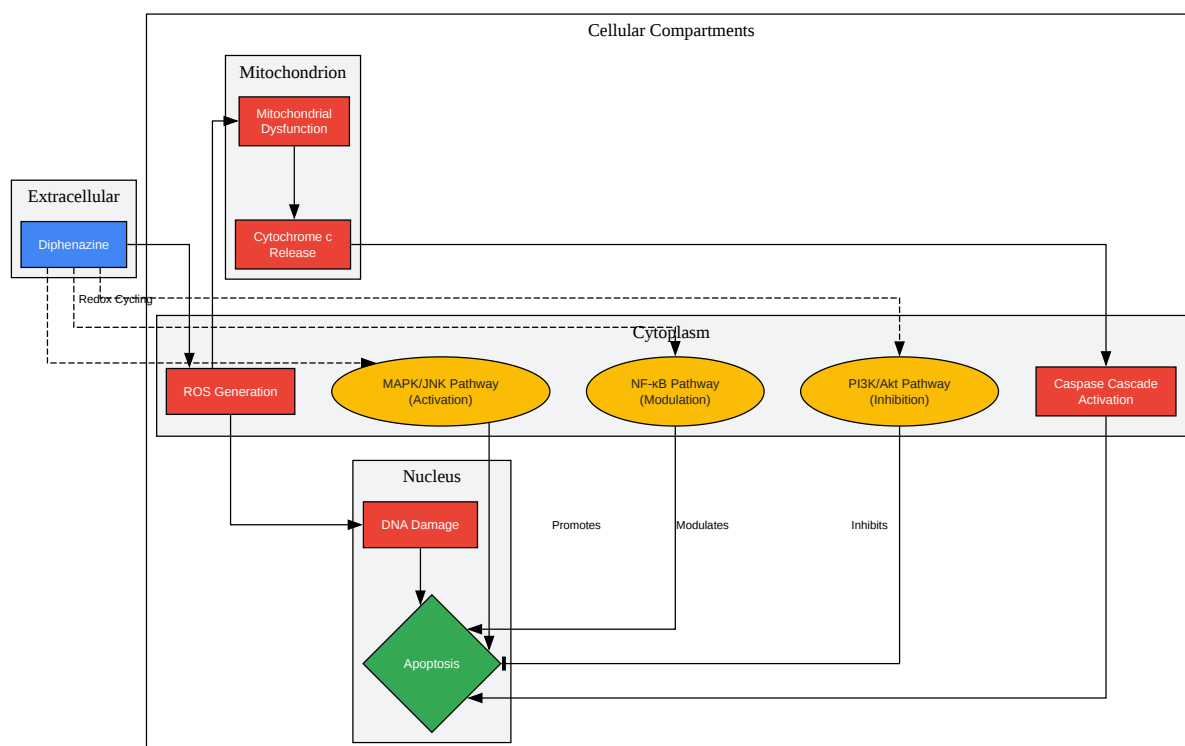 Cellular Compartments
Mitochondrion
Mitochondrial
Dysfunction
Extracellular
Diphenazine
Cytochrome c
Release
Redox Cycling
Cytoplasm
ROS Generation
MAPK/JNK Pathway
(Activation)
NF-κB Pathway
(Modulation)
PI3K/Akt Pathway
(Inhibition)
Caspase Cascade
Activation
Nucleus
DNA Damage
Promotes
Modulates
Inhibits
Apoptosis